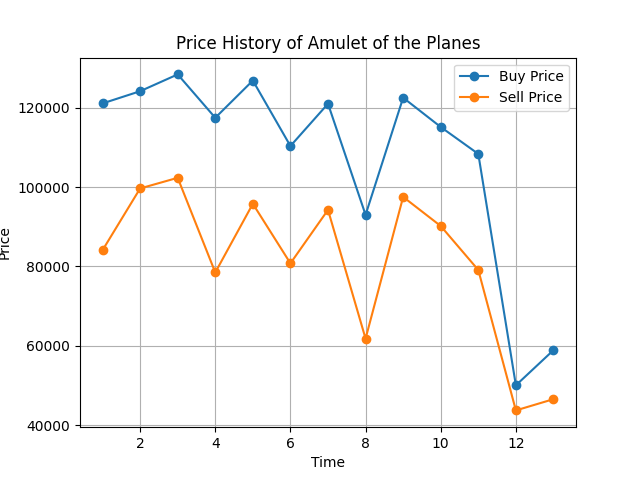 Price History of Amulet of the Planes
Buy Price
Sell Price
120000
100000
80000
60000
40000
Price
2 4 6 8 10 12
Time